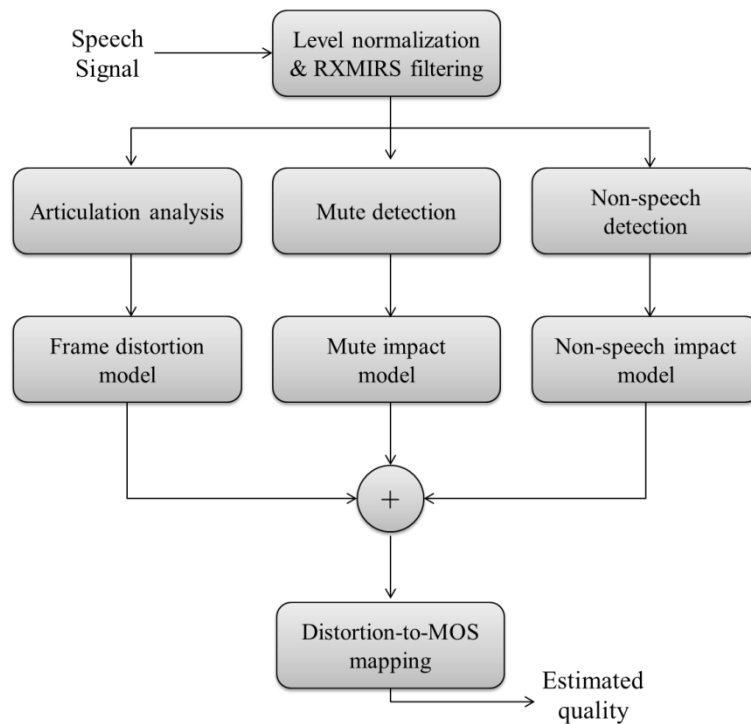 Speech
Signal
Level normalization
& RXMIRS filtering
Articulation analysis
Mute detection
Non-speech
detection
Frame distortion
model
Mute impact
model
Non-speech impact
model
+
Distortion-to-MOS
mapping
Estimated
quality